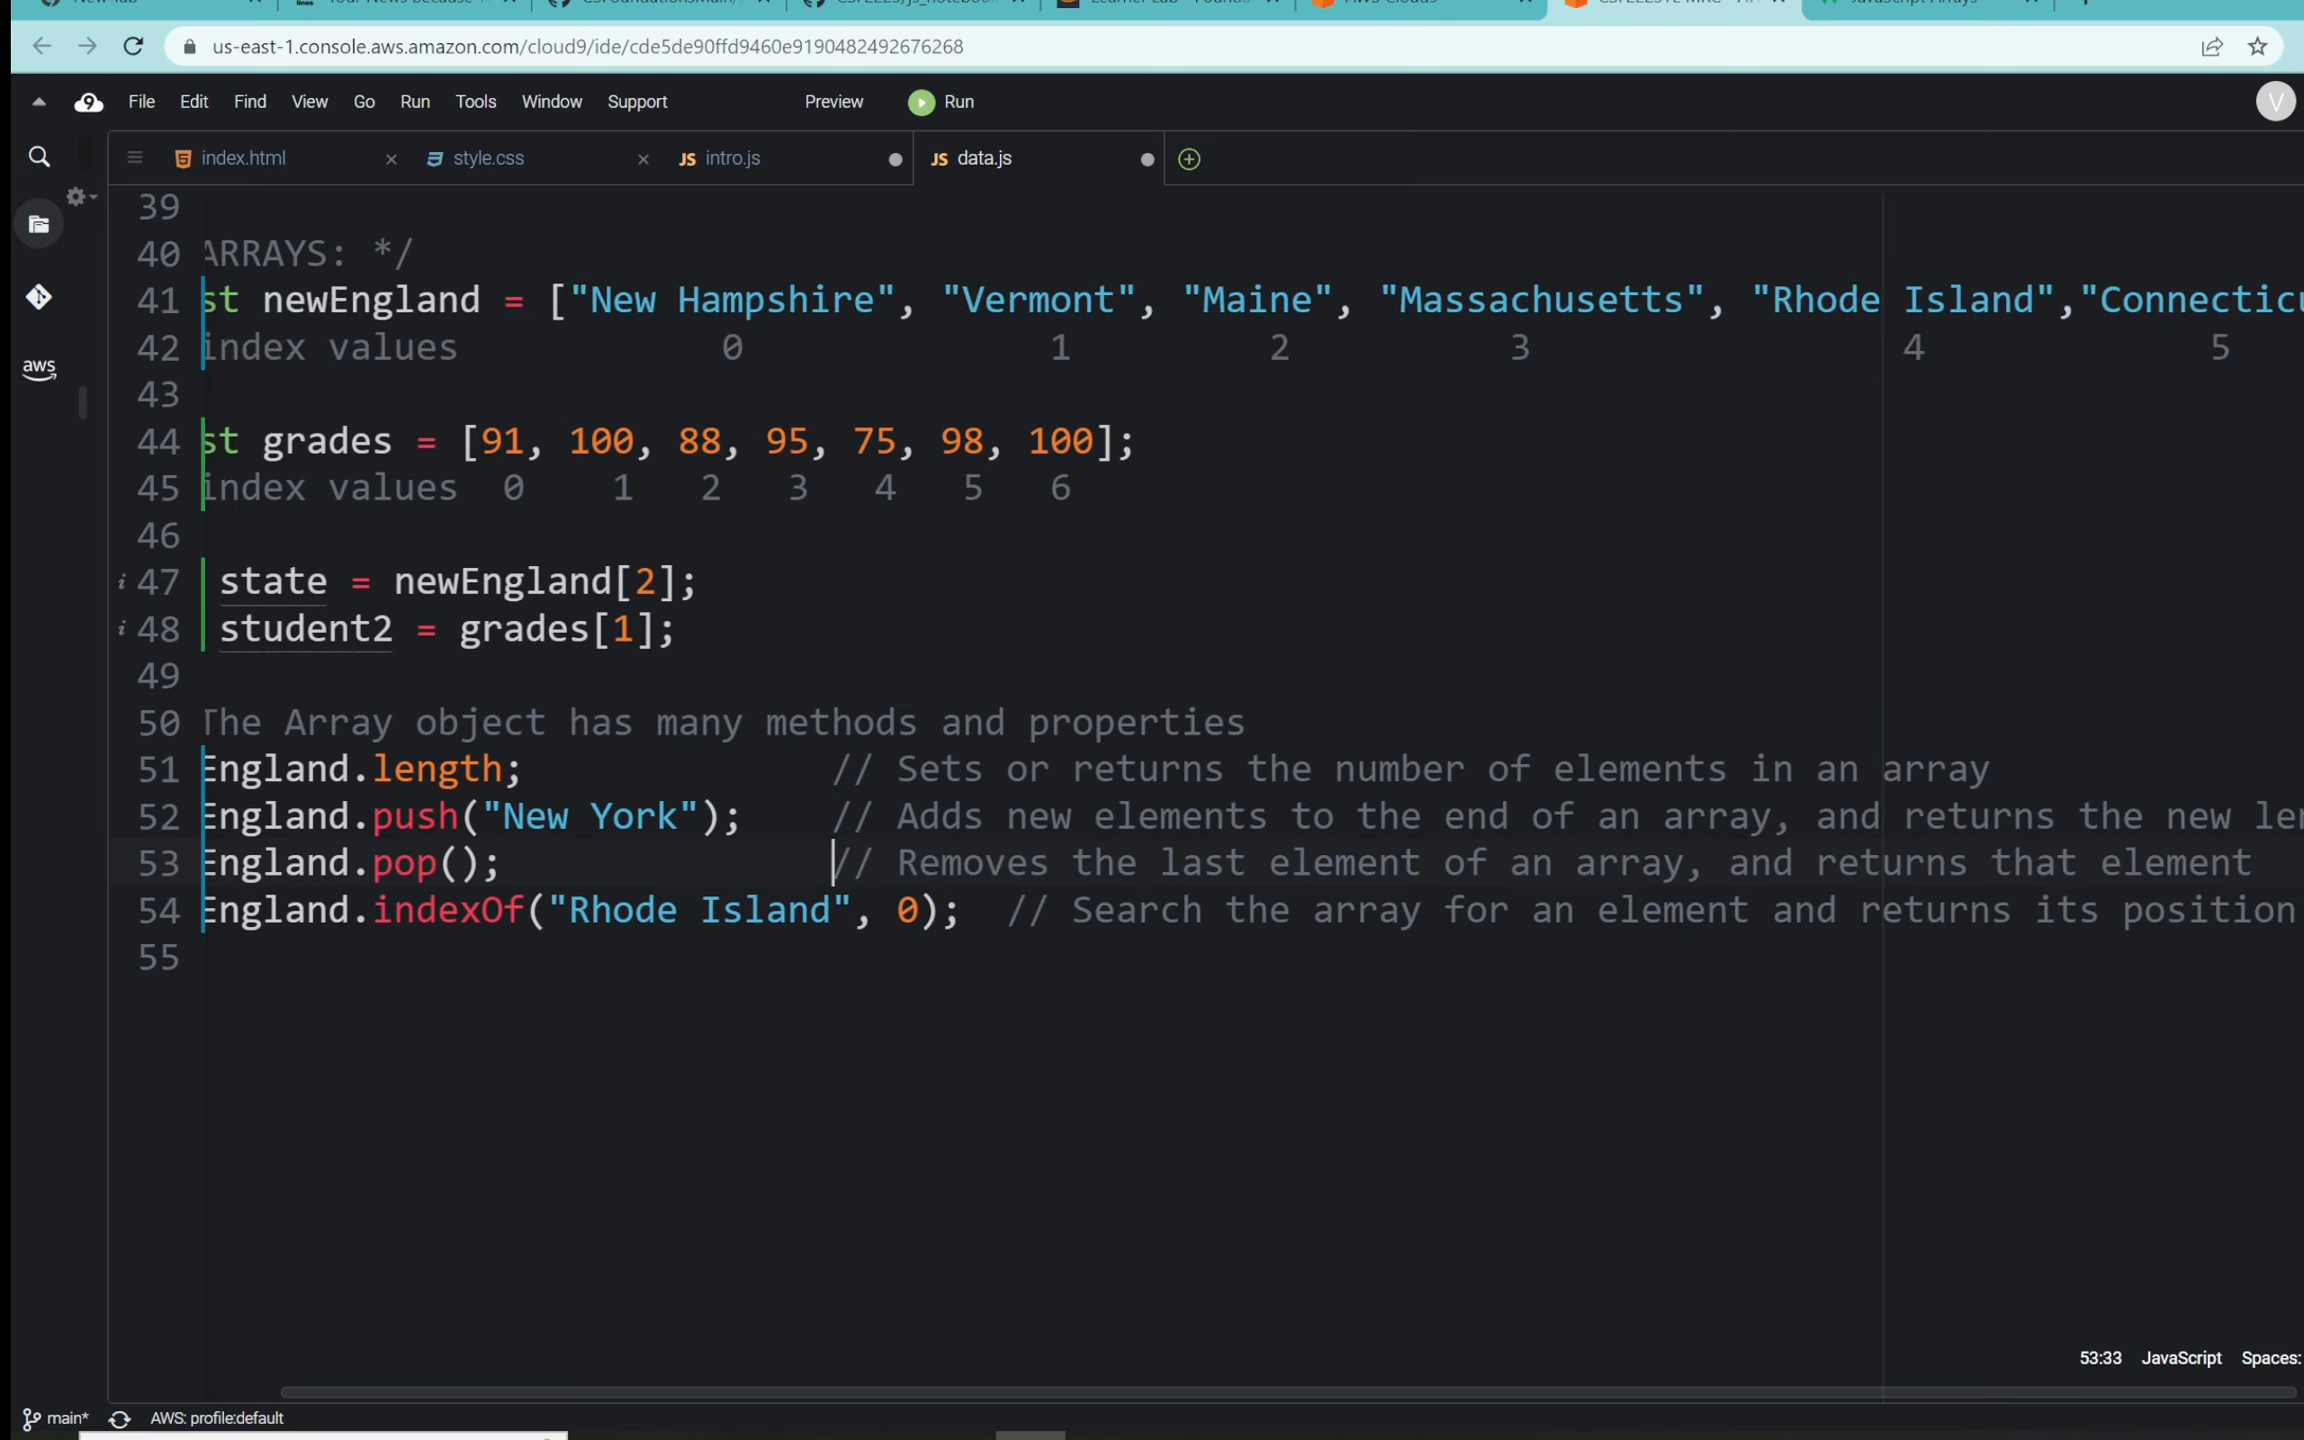 us-east-1.console.aws.amazon.com/cloud9/ide/cde5de90ffd9460e9190482492676268
9 File Edit Find View Go Run Tools Window Support Preview Run V
index.html style.css JS intro.js JS data.js
39
40 ARRAYS: */
41 st newEngland = ["New Hampshire", "Vermont", "Maine", "Massachusetts", "Rhode Island","Connecticu
42 index values 0 1 2 3 4 5
43
44 st grades = [91, 100, 88, 95, 75, 98, 100];
45 index values 0 1 2 3 4 5 6
46
i 47 state = newEngland[2];
i 48 student2 = grades[1];
49
50 The Array object has many methods and properties
51 England.length; // Sets or returns the number of elements in an array
52 England.push("New York"); // Adds new elements to the end of an array, and returns the new len
53 England.pop(); // Removes the last element of an array, and returns that element
54 England.indexOf("Rhode Island", 0); // Search the array for an element and returns its position
55
aws
53:33 JavaScript Spaces:
main* AWS: profile:default